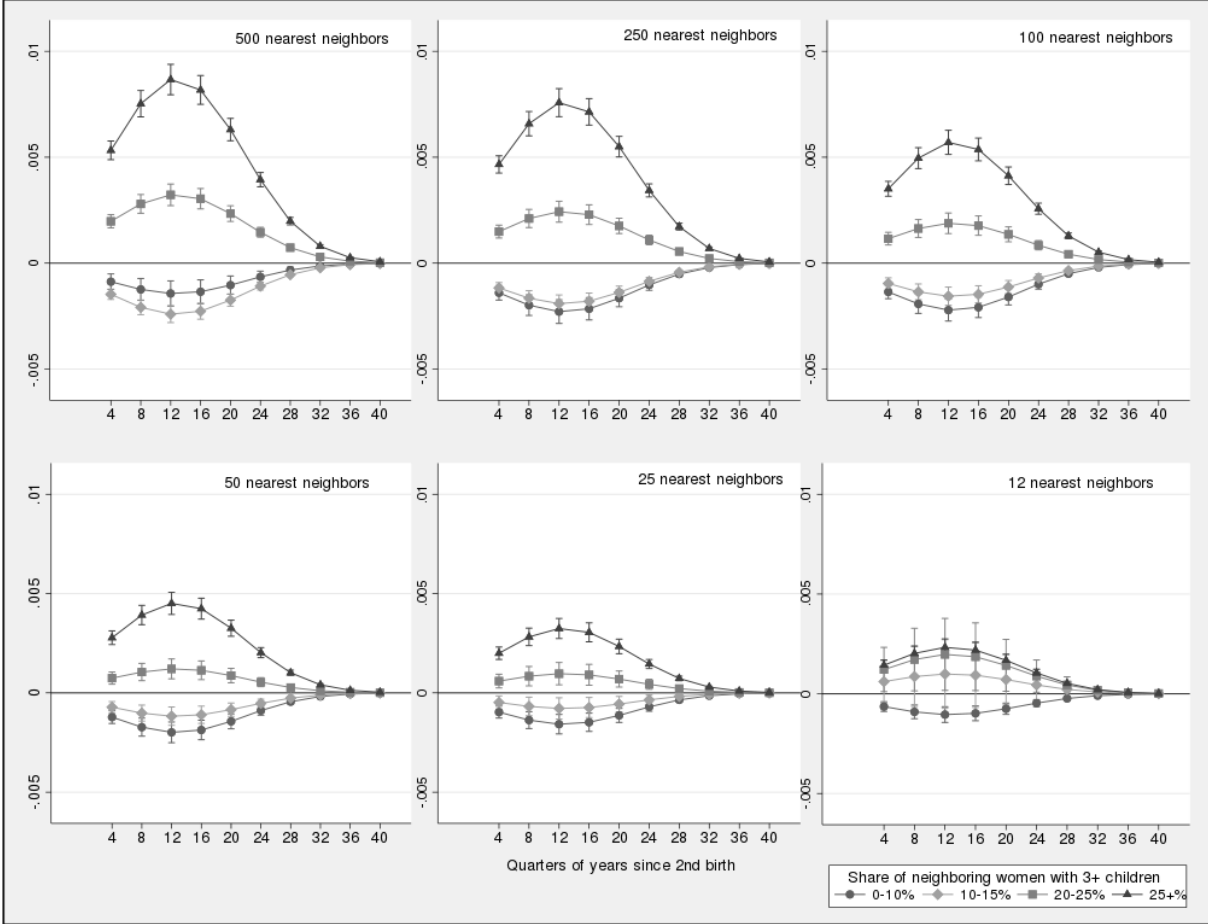 500 nearest neighbors
250 nearest neighbors
100 nearest neighbors
.01
.005
0
-.005
.01
.005
0
-.005
.01
.005
0
-.005
4 8 12 16 20 24 28 32 36 40
4 8 12 16 20 24 28 32 36 40
4 8 12 16 20 24 28 32 36 40
50 nearest neighbors
25 nearest neighbors
12 nearest neighbors
.01
.005
0
-.005
.01
.005
0
-.005
.01
.005
0
-.005
4 8 12 16 20 24 28 32 36 40
4 8 12 16 20 24 28 32 36 40
4 8 12 16 20 24 28 32 36 40
Quarters of years since 2nd birth
Share of neighboring women with 3+ children
0-10% 10-15% 20-25% 25+%